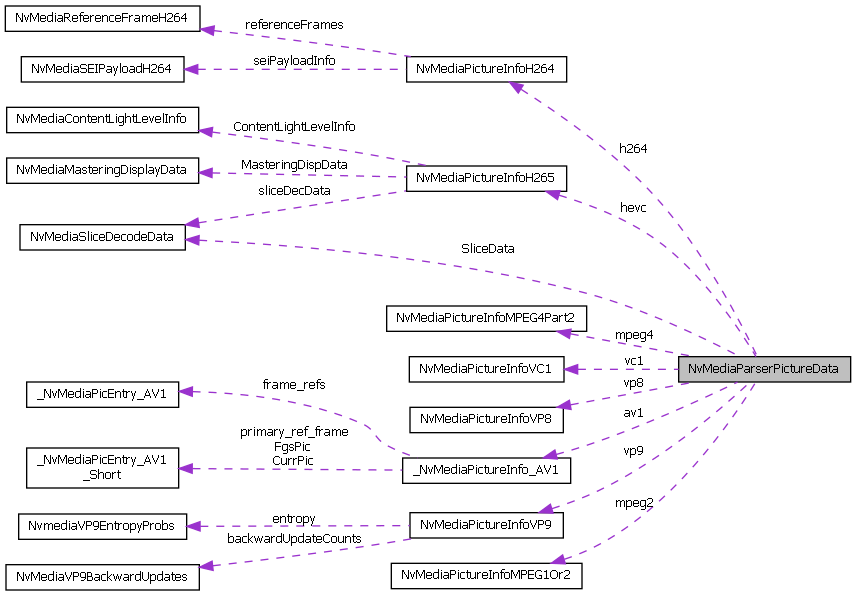 NvMediaReferenceFrameH264
referenceFrames
seiPayloadInfo
NvMediaSEIPayloadH264
NvMediaPictureInfoH264
NvMediaContentLightLevelInfo
ContentLightLevelInfo
h264
NvMediaMasteringDisplayData
MasteringDispData
NvMediaPictureInfoH265
sliceDecData
hevc
NvMediaSliceDecodeData
SliceData
NvMediaPictureInfoMPEG4Part2
mpeg4
vc1
NvMediaPictureInfoVC1
NvMediaParserPictureData
vp8
frame_refs
_NvMediaPicEntry_AV1
NvMediaPictureInfoVP8
av1
primary_ref_frame
FgsPic
CurrPic
_NvMediaPicEntry_AV1
_Short
_NvMediaPictureInfo_AV1
vp9
mpeg2
entropy
NvmediaVP9EntropyProbs
NvMediaPictureInfoVP9
backwardUpdateCounts
NvMediaVP9BackwardUpdates
NvMediaPictureInfoMPEG1Or2